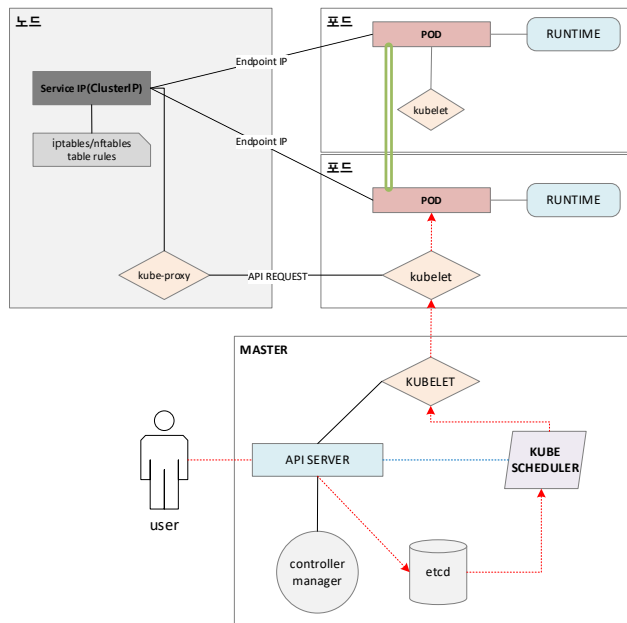 노드
포드
POD
RUNTIME
Endpoint IP
Service IP(ClusterIP)
kubelet
iptables/nftables
table rules
Endpoint IP
포드
POD
RUNTIME
kube-proxy
API REQUEST
kubelet
MASTER
KUBELET
API SERVER
KUBE
SCHEDULER
user
controller
manager
etcd